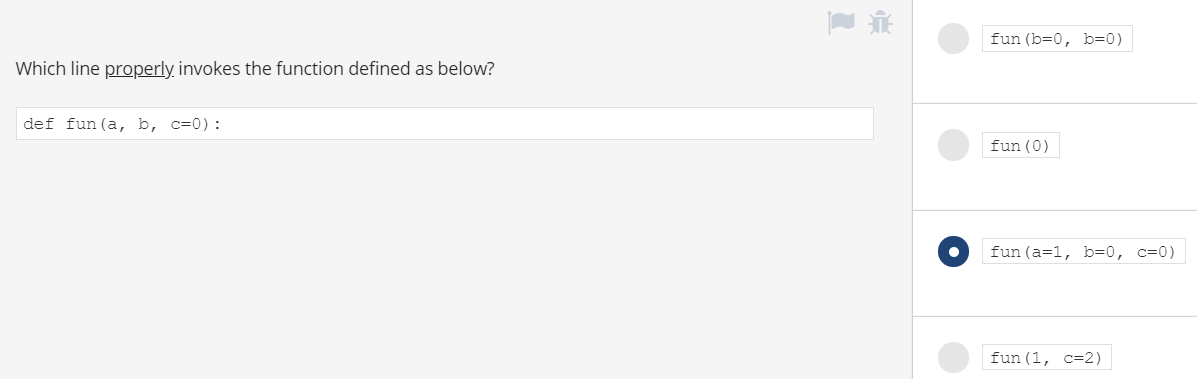 Which line properly invokes the function defined as below?
def fun(a, b, c=0):
fun(b=0, b=0)
fun(0)
fun(a=1, b=0, c=0)
fun(1, c=2)